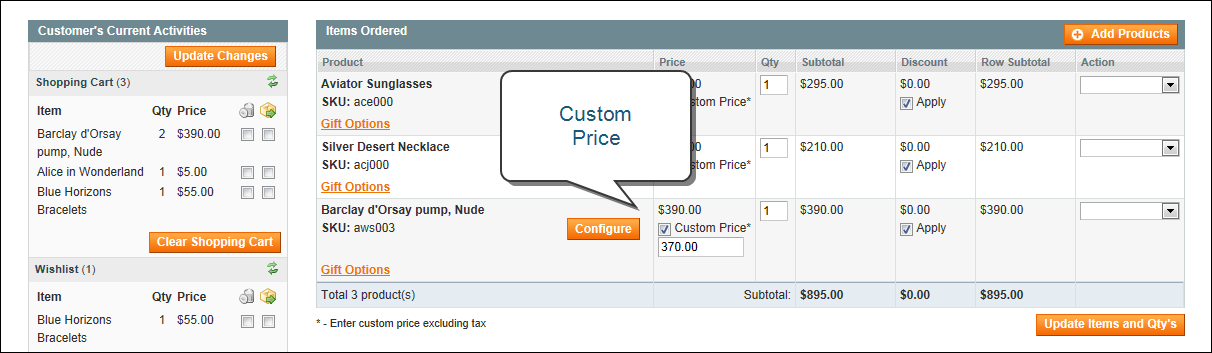 Customer's Current Activities
Update Changes
Shopping Cart (3)
Item Qty Price
Barclay d'Orsay pump, Nude 2 $390.00
Alice in Wonderland 1 $5.00
Blue Horizons Bracelets 1 $55.00
Clear Shopping Cart
Wishlist (1)
Item Qty Price
Blue Horizons Bracelets 1 $55.00
Items Ordered
Add Products
Product Price Qty Subtotal Discount Row Subtotal Action
Aviator Sunglasses 00 1 $295.00 $0.00 $295.00
SKU: ace000 stom Price* Apply
Gift Options
Custom
Price
Silver Desert Necklace 00 1 $210.00 $0.00 $210.00
SKU: acj000 stom Price* Apply
Gift Options
Barclay d'Orsay pump, Nude $390.00 1 $390.00 $0.00 $390.00
SKU: aws003 Configure Custom Price* Apply
370.00
Gift Options
Total 3 product(s) Subtotal: $895.00 $0.00 $895.00
* - Enter custom price excluding tax
Update Items and Qty's